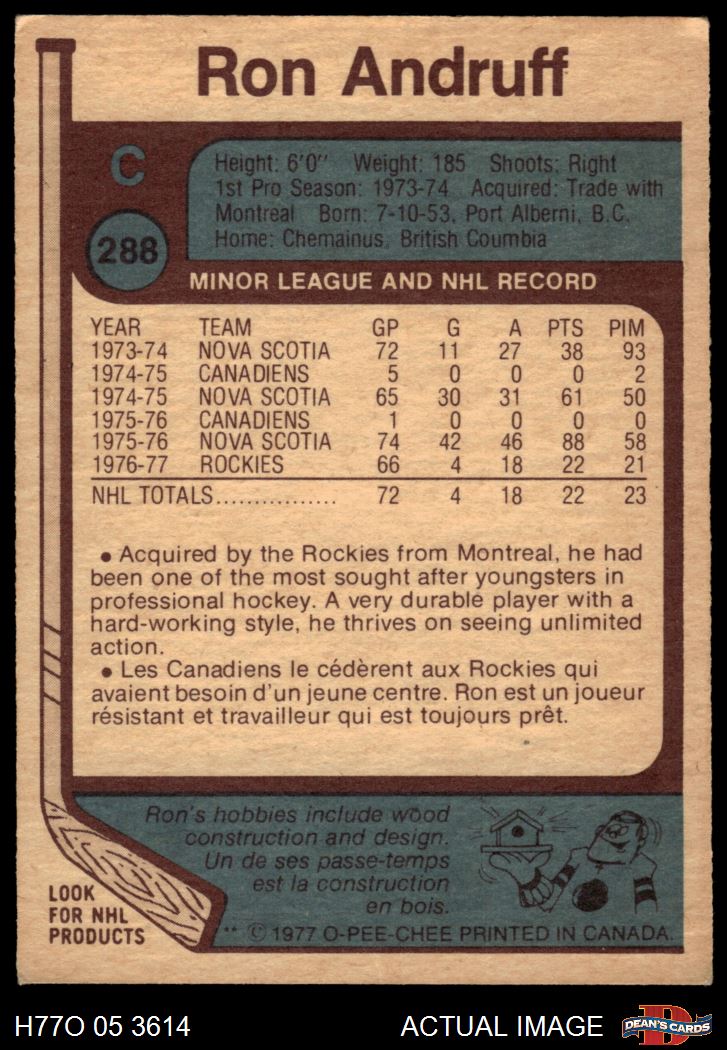 Ron Andruff
C
Height: 6'0" Weight: 185 Shoots: Right
1st Pro Season: 1973-74 Acquired: Trade with
Montreal Born: 7-10-53, Port Alberni, B.C.
Home: Chemainus, British Coumbia
288
MINOR LEAGUE AND NHL RECORD
YEAR TEAM GP G A PTS PIM
1973-74 NOVA SCOTIA 72 11 27 38 93
1974-75 CANADIENS 5 0 0 0 2
1974-75 NOVA SCOTIA 65 30 31 61 50
1975-76 CANADIENS 1 0 0 0 0
1975-76 NOVA SCOTIA 74 42 46 88 58
1976-77 ROCKIES 66 4 18 22 21
NHL TOTALS................ 72 4 18 22 23
• Acquired by the Rockies from Montreal, he had
been one of the most sought after youngsters in
professional hockey. A very durable player with a
hard-working style, he thrives on seeing unlimited
action.
• Les Canadiens le cédèrent aux Rockies qui
avaient besoin d'un jeune centre. Ron est un joueur
résistant et travailleur qui est toujours prêt.
Ron's hobbies include wood
construction and design.
Un de ses passe-temps
est la construction
en bois.
LOOK
FOR NHL
PRODUCTS
** © 1977 O-PEE-CHEE PRINTED IN CANADA.
H77O 05 3614 ACTUAL IMAGE
D
DEAN'S CARDS